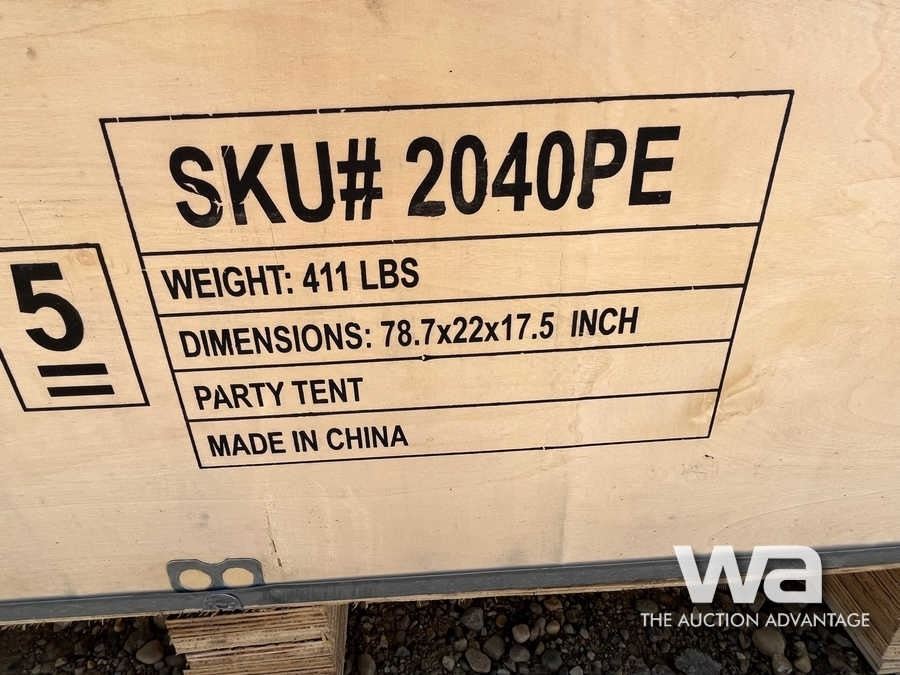 SKU# 2040PE
WEIGHT: 411 LBS
DIMENSIONS: 78.7x22x17.5 INCH
PARTY TENT
MADE IN CHINA
5
wa
THE AUCTION ADVANTAGE